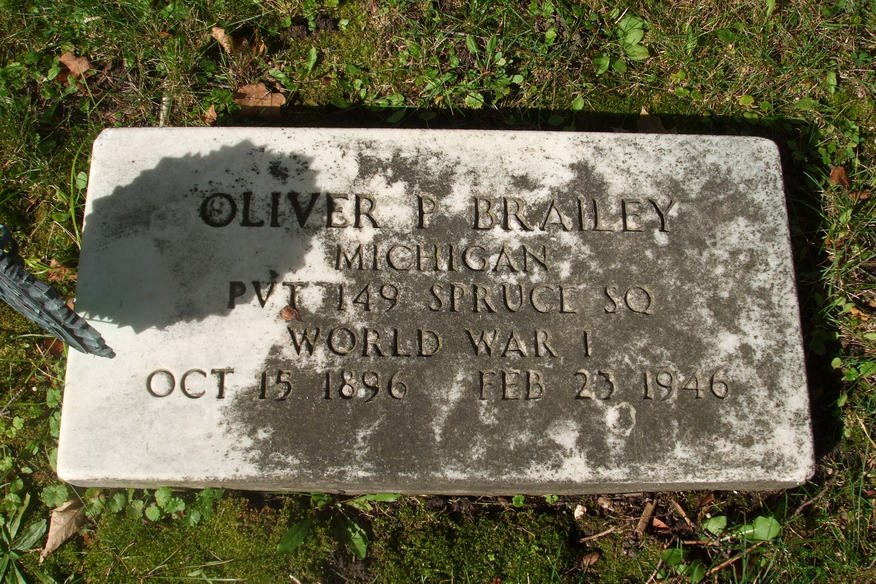 OLIVER P BRAILEY
MICHIGAN
PVT 149 SPRUCE SQ
WORLD WAR I
OCT 15 1896 FEB 23 1946